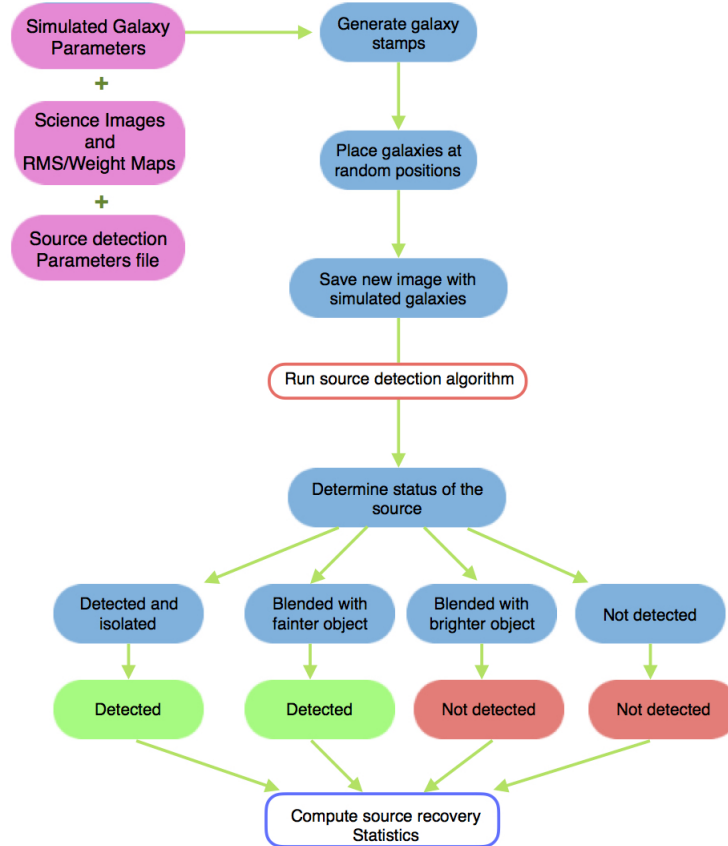 Simulated Galaxy
Parameters
+
Science Images
and
RMS/Weight Maps
+
Source detection
Parameters file
Generate galaxy
stamps
Place galaxies at
random positions
Save new image with
simulated galaxies
Run source detection algorithm
Determine status of the
source
Detected and
isolated
Blended with
fainter object
Blended with
brighter object
Not detected
Detected
Detected
Not detected
Not detected
Compute source recovery
Statistics